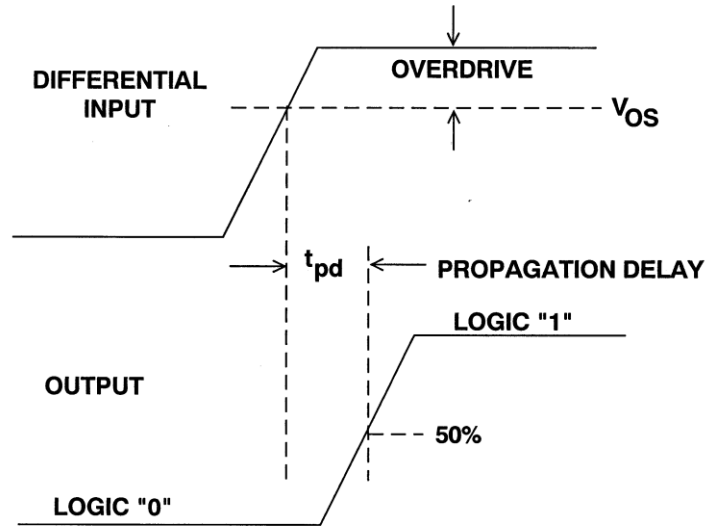 DIFFERENTIAL
INPUT
OVERDRIVE
VOS
tpd
PROPAGATION DELAY
LOGIC "1"
OUTPUT
50%
LOGIC "0"